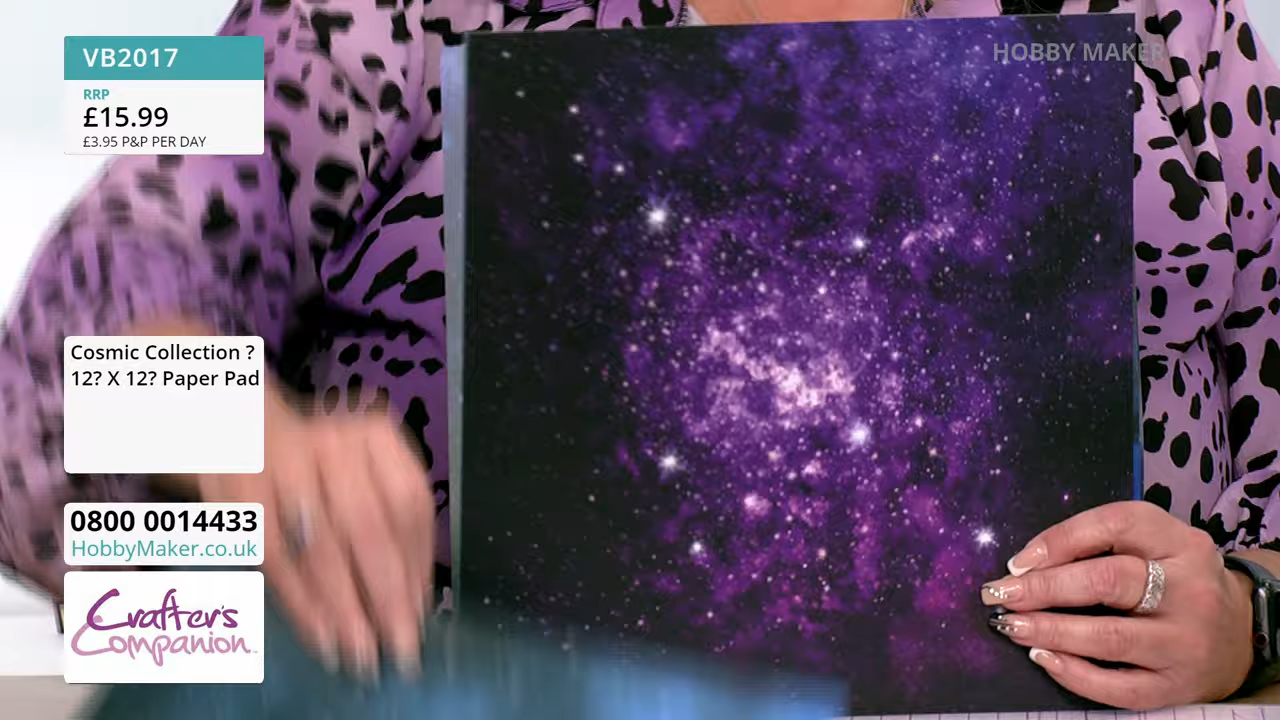 VB2017
RRP
£15.99
£3.95 P&P PER DAY
HOBBY MAKER
Cosmic Collection ?
12? X 12? Paper Pad
0800 0014433
HobbyMaker.co.uk
Crafter's
Companion